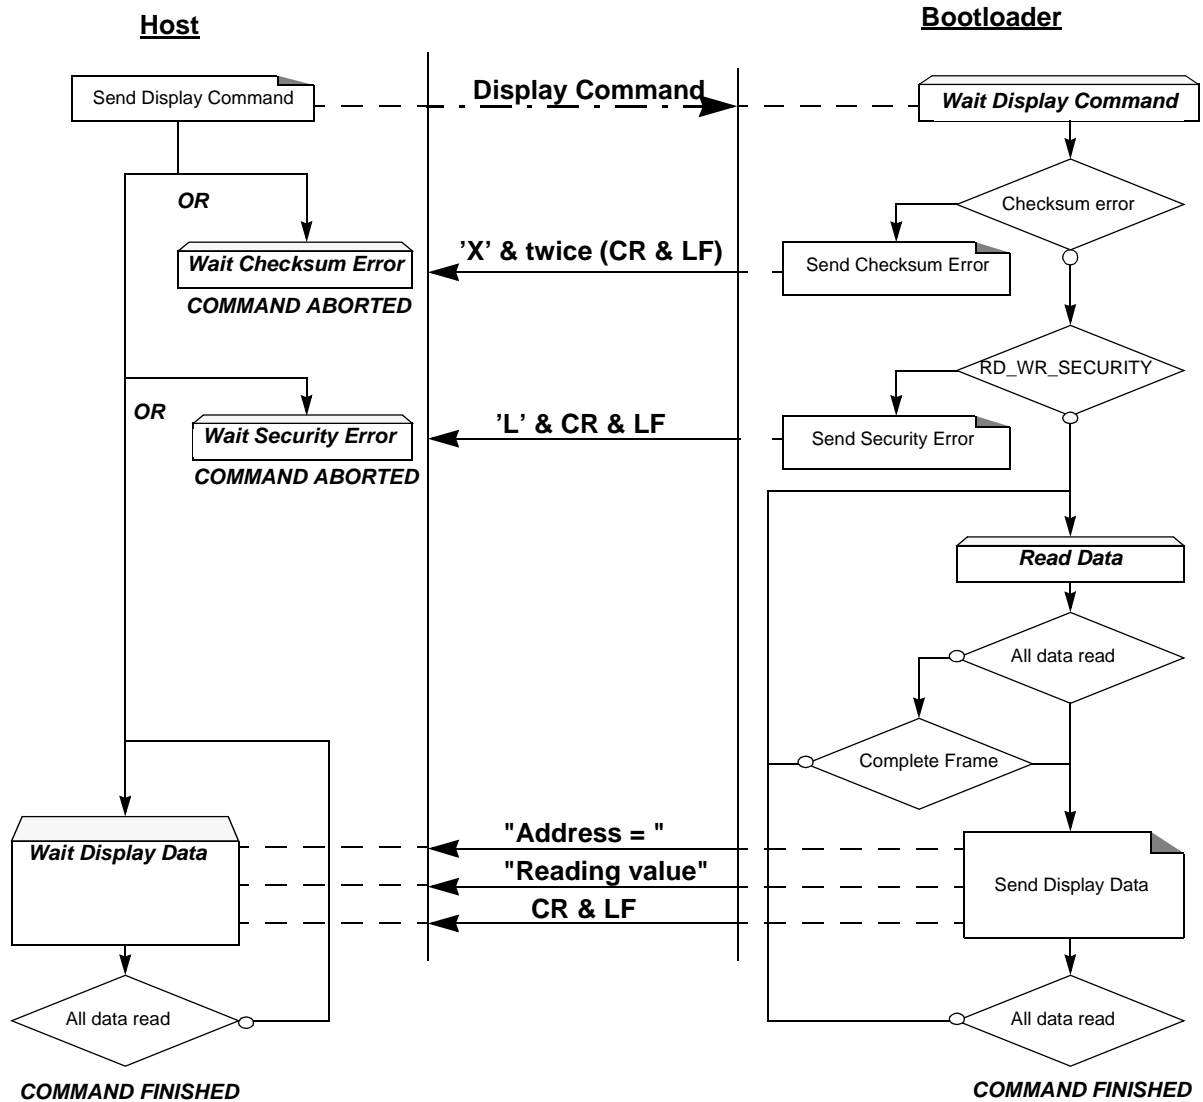 Host
Bootloader
Send Display Command
Display Command
Wait Display Command
OR
Checksum error
Wait Checksum Error
’X’ & twice (CR & LF)
Send Checksum Error
COMMAND ABORTED
RD_WR_SECURITY
OR
Wait Security Error
’L’ & CR & LF
Send Security Error
COMMAND ABORTED
Read Data
All data read
Complete Frame
Wait Display Data
"Address = "
"Reading value"
CR & LF
Send Display Data
All data read
All data read
COMMAND FINISHED
COMMAND FINISHED